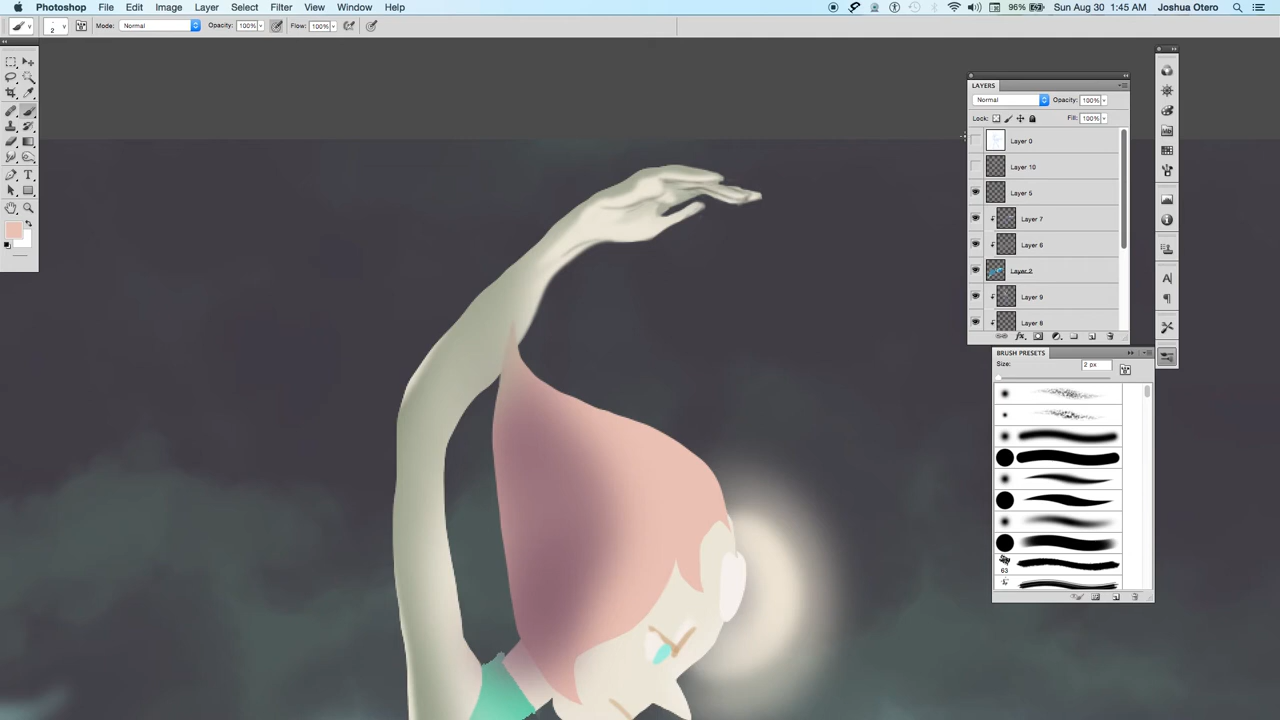 Photoshop File Edit Image Layer Select Filter View Window Help 96% Sun Aug 30 1:45 AM Joshua Otero
2 Mode: Normal Opacity: 100% Flow: 100%
LAYERS
Normal Opacity: 100%
Lock: Fill: 100%
Layer 0
Layer 10
Layer 5
Layer 7
Layer 6
Layer 2
Layer 9
Layer 8
BRUSH PRESETS
Size: 2 px
63